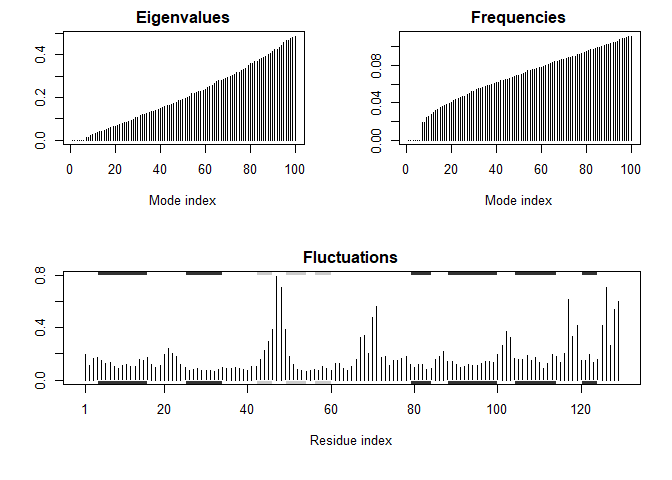 Eigenvalues
Frequencies
0.0 0.2 0.4
0 20 40 60 80 100
Mode index
0.00 0.04 0.08
0 20 40 60 80 100
Mode index
Fluctuations
0.0 0.4 0.8
1 20 40 60 80 100 120
Residue index